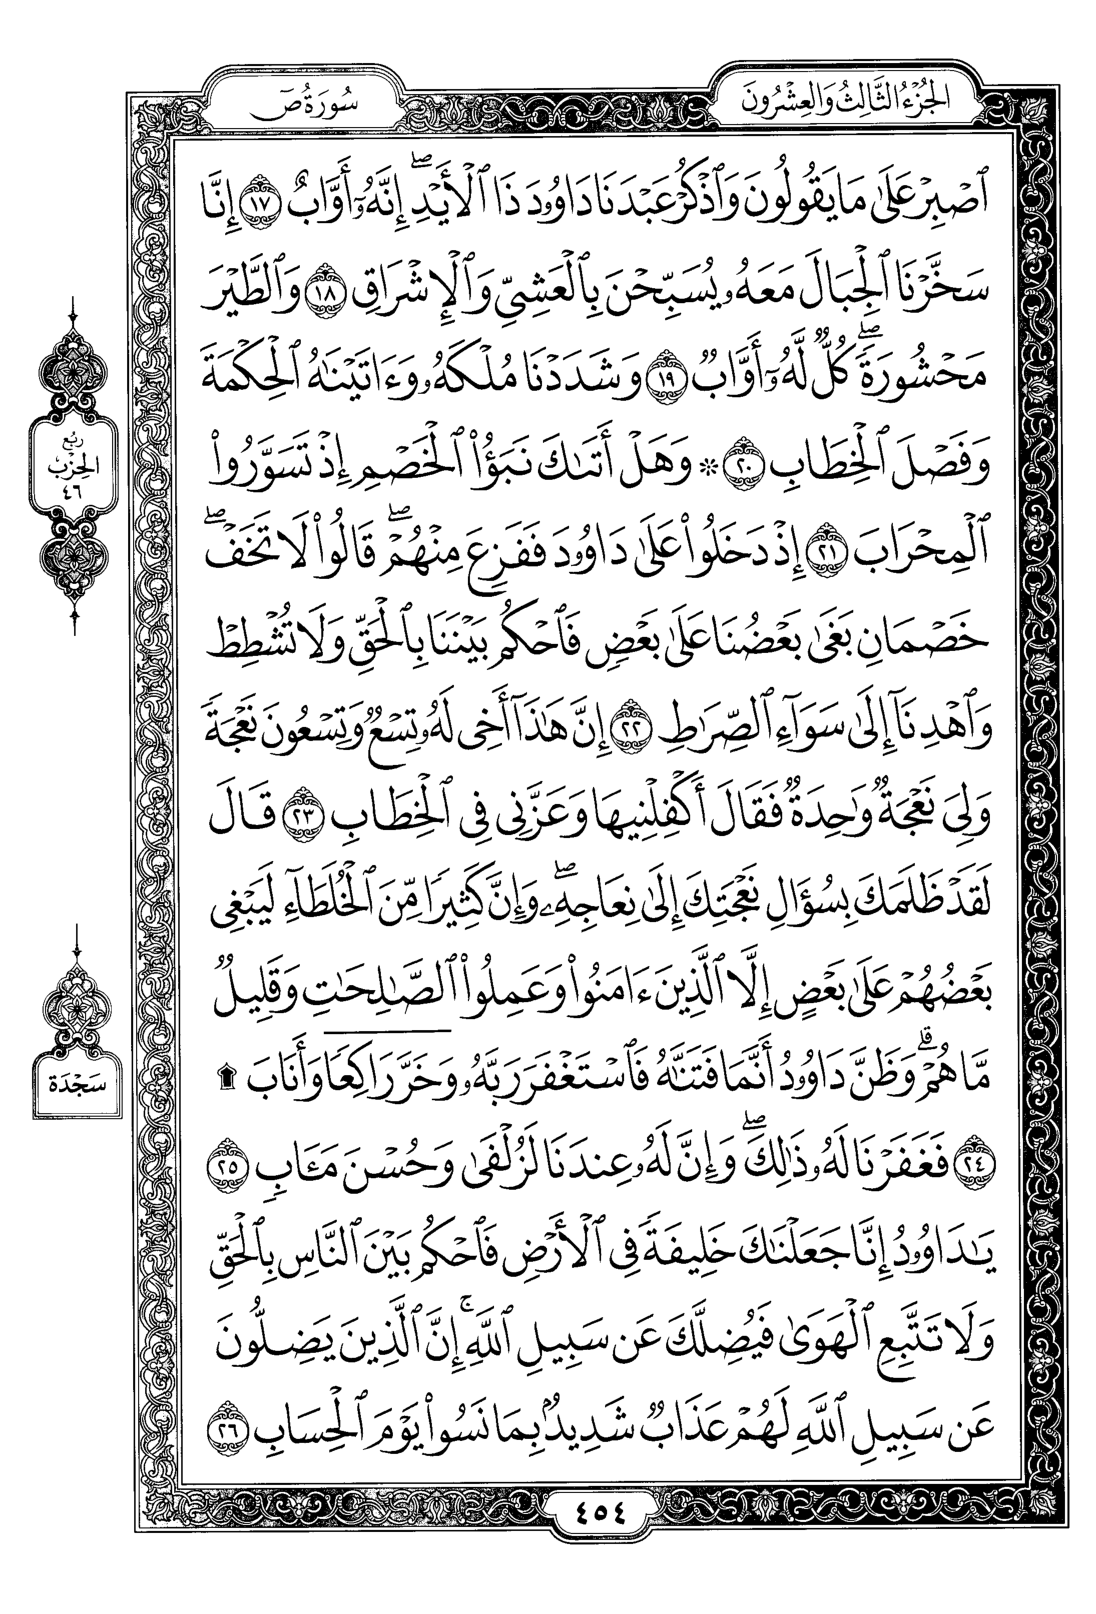 الجُزْءُ الثَّالِثُ وَالعِشْرُونَ
سُورَةُ صٓ
ٱصْبِرْ عَلَىٰ مَا يَقُولُونَ وَٱذْكُرْ عَبْدَنَا دَاوُۥدَ ذَا ٱلْأَيْدِۖ إِنَّهُۥٓ أَوَّابٌ ١٧ إِنَّا
سَخَّرْنَا ٱلْجِبَالَ مَعَهُۥ يُسَبِّحْنَ بِٱلْعَشِىِّ وَٱلْإِشْرَاقِ ١٨ وَٱلطَّيْرَ
مَحْشُورَةًۖ كُلٌّ لَّهُۥٓ أَوَّابٌ ١٩ وَشَدَدْنَا مُلْكَهُۥ وَءَاتَيْنَٰهُ ٱلْحِكْمَةَ
وَفَصْلَ ٱلْخِطَابِ ٢٠ ۞ وَهَلْ أَتَىٰكَ نَبَؤُا۟ ٱلْخَصْمِ إِذْ تَسَوَّرُوا۟
ٱلْمِحْرَابَ ٢١ إِذْ دَخَلُوا۟ عَلَىٰ دَاوُۥدَ فَفَزِعَ مِنْهُمْۖ قَالُوا۟ لَا تَخَفْۖ
خَصْمَانِ بَغَىٰ بَعْضُنَا عَلَىٰ بَعْضٍ فَٱحْكُم بَيْنَنَا بِٱلْحَقِّ وَلَا تُشْطِطْ
وَٱهْدِنَآ إِلَىٰ سَوَآءِ ٱلصِّرَٰطِ ٢٢ إِنَّ هَٰذَآ أَخِى لَهُۥ تِسْعٌ وَتِسْعُونَ نَعْجَةً
وَلِىَ نَعْجَةٌ وَٰحِدَةٌ فَقَالَ أَكْفِلْنِيهَا وَعَزَّنِى فِى ٱلْخِطَابِ ٢٣ قَالَ
لَقَدْ ظَلَمَكَ بِسُؤَالِ نَعْجَتِكَ إِلَىٰ نِعَاجِهِۦۖ وَإِنَّ كَثِيرًا مِّنَ ٱلْخُلَطَآءِ لَيَبْغِى
بَعْضُهُمْ عَلَىٰ بَعْضٍ إِلَّا ٱلَّذِينَ ءَامَنُوا۟ وَعَمِلُوا۟ ٱلصَّٰلِحَٰتِ وَقَلِيلٌ
مَّا هُمْۗ وَظَنَّ دَاوُۥدُ أَنَّمَا فَتَنَّٰهُ فَٱسْتَغْفَرَ رَبَّهُۥ وَخَرَّ رَاكِعًا وَأَنَابَ ۩
٢٤ فَغَفَرْنَا لَهُۥ ذَٰلِكَۖ وَإِنَّ لَهُۥ عِندَنَا لَزُلْفَىٰ وَحُسْنَ مَـَٔابٍ ٢٥
يَٰدَاوُۥدُ إِنَّا جَعَلْنَٰكَ خَلِيفَةً فِى ٱلْأَرْضِ فَٱحْكُم بَيْنَ ٱلنَّاسِ بِٱلْحَقِّ
وَلَا تَتَّبِعِ ٱلْهَوَىٰ فَيُضِلَّكَ عَن سَبِيلِ ٱللَّهِۚ إِنَّ ٱلَّذِينَ يَضِلُّونَ
عَن سَبِيلِ ٱللَّهِ لَهُمْ عَذَابٌ شَدِيدٌۢ بِمَا نَسُوا۟ يَوْمَ ٱلْحِسَابِ ٢٦
رُبُع
الحِزْب
٤٦
سَجْدَة
٤٥٤